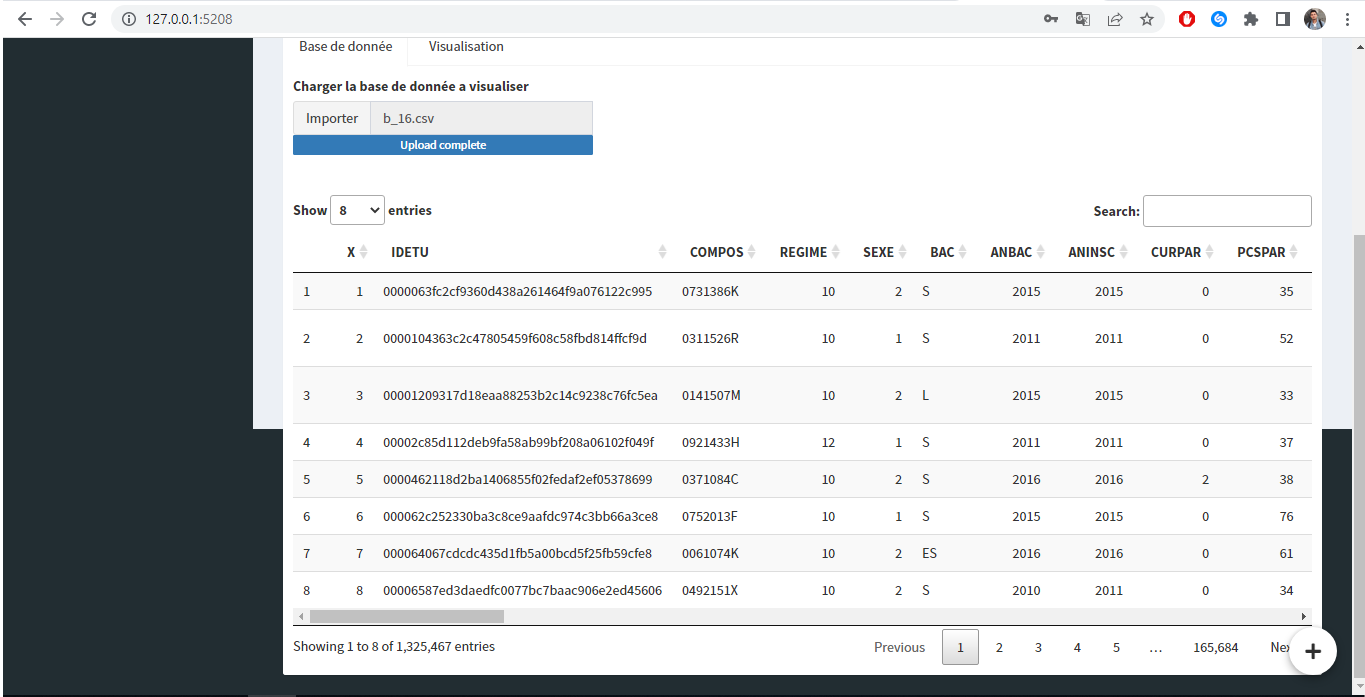 127.0.0.1:5208
Base de donnée Visualisation
Charger la base de donnée a visualiser
Importer b_16.csv
Upload complete
Show 8 entries Search:
X IDETU COMPOS REGIME SEXE BAC ANBAC ANINSC CURPAR PCSPAR
1 1 0000063fc2cf9360d438a261464f9a076122c995 0731386K 10 2 S 2015 2015 0 35
2 2 0000104363c2c47805459f608c58fbd814ffcf9d 0311526R 10 1 S 2011 2011 0 52
3 3 00001209317d18eaa88253b2c14c9238c76fc5ea 0141507M 10 2 L 2015 2015 0 33
4 4 00002c85d112deb9fa58ab99bf208a06102f049f 0921433H 12 1 S 2011 2011 0 37
5 5 0000462118d2ba1406855f02fedaf2ef05378699 0371084C 10 2 S 2016 2016 2 38
6 6 000062c252330ba3c8ce9aafdc974c3bb66a3ce8 0752013F 10 1 S 2015 2015 0 76
7 7 000064067cdcdc435d1fb5a00bcd5f25fb59cfe8 0061074K 10 2 ES 2016 2016 0 61
8 8 00006587ed3daedfc0077bc7baac906e2ed45606 0492151X 10 2 S 2010 2011 0 34
Showing 1 to 8 of 1,325,467 entries Previous 1 2 3 4 5 … 165,684 Nex